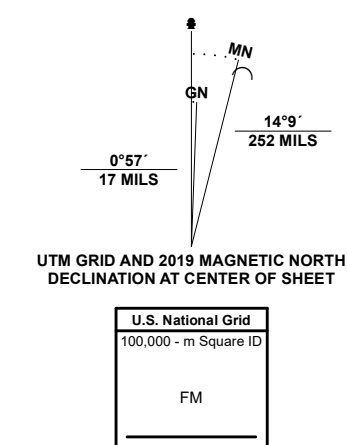 MN
GN
14°9´
252 MILS
0°57´
17 MILS
UTM GRID AND 2019 MAGNETIC NORTH
DECLINATION AT CENTER OF SHEET
U.S. National Grid
100,000 - m Square ID
FM